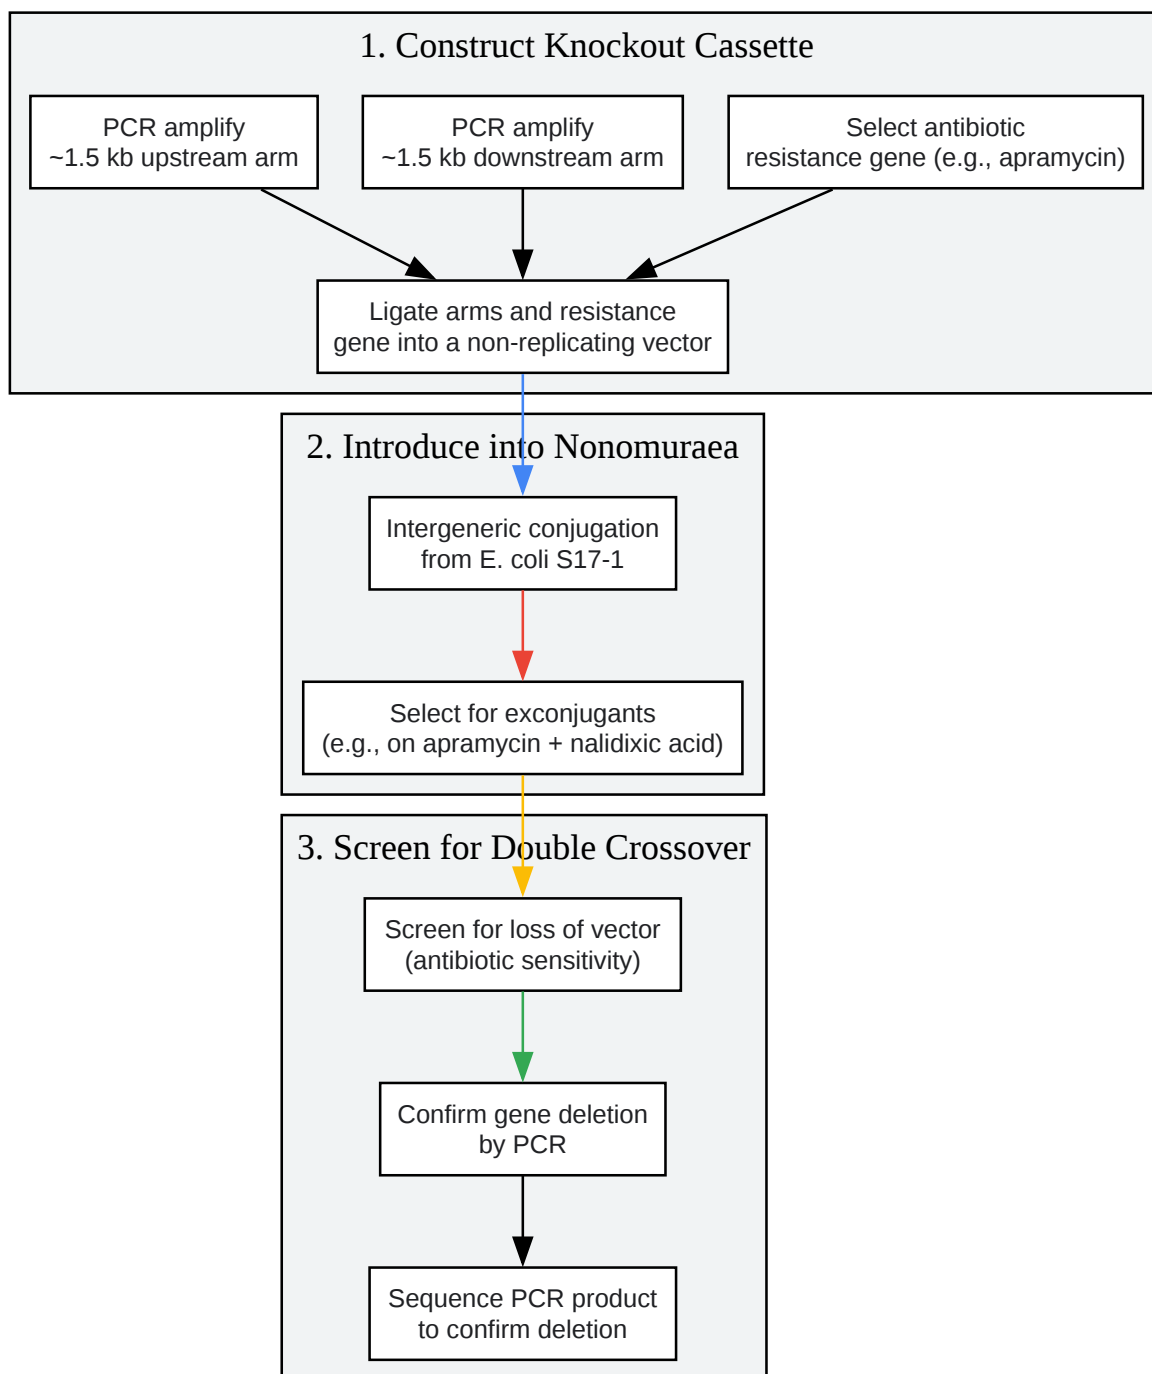 1. Construct Knockout Cassette
PCR amplify
~1.5 kb upstream arm
PCR amplify
~1.5 kb downstream arm
Select antibiotic
resistance gene (e.g., apramycin)
Ligate arms and resistance
gene into a non-replicating vector
2. Introduce into Nonomuraea
Intergeneric conjugation
from E. coli S17-1
Select for exconjugants
(e.g., on apramycin + nalidixic acid)
3. Screen for Double Crossover
Screen for loss of vector
(antibiotic sensitivity)
Confirm gene deletion
by PCR
Sequence PCR product
to confirm deletion